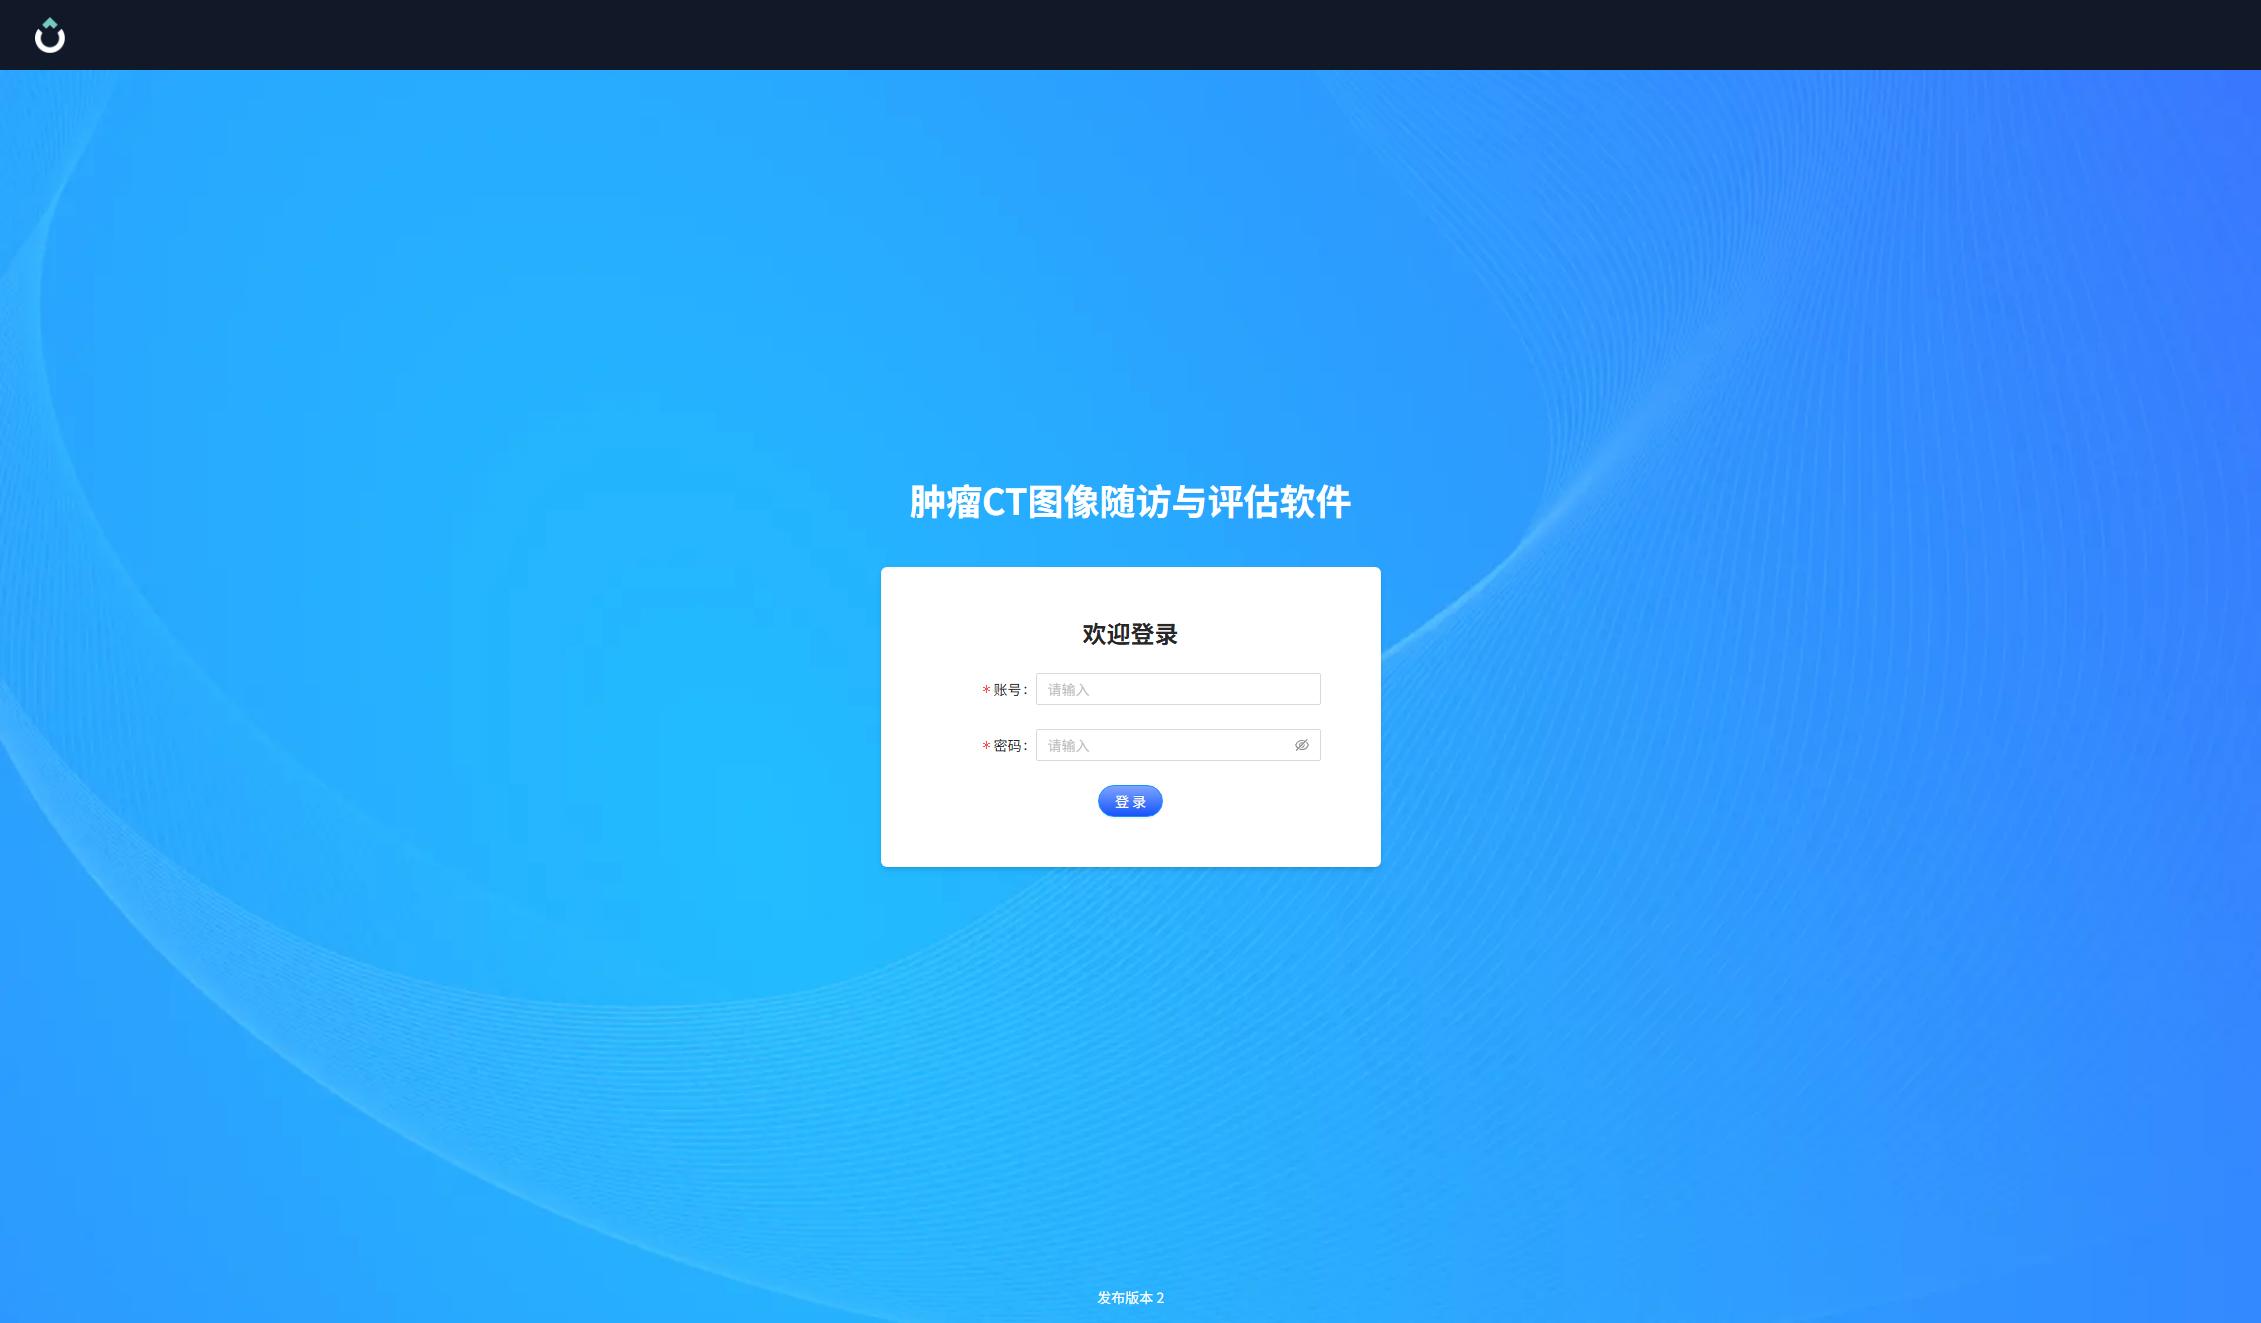 肿瘤CT图像随访与评估软件
欢迎登录
* 账号： 请输入
* 密码： 请输入
登 录
发布版本 2